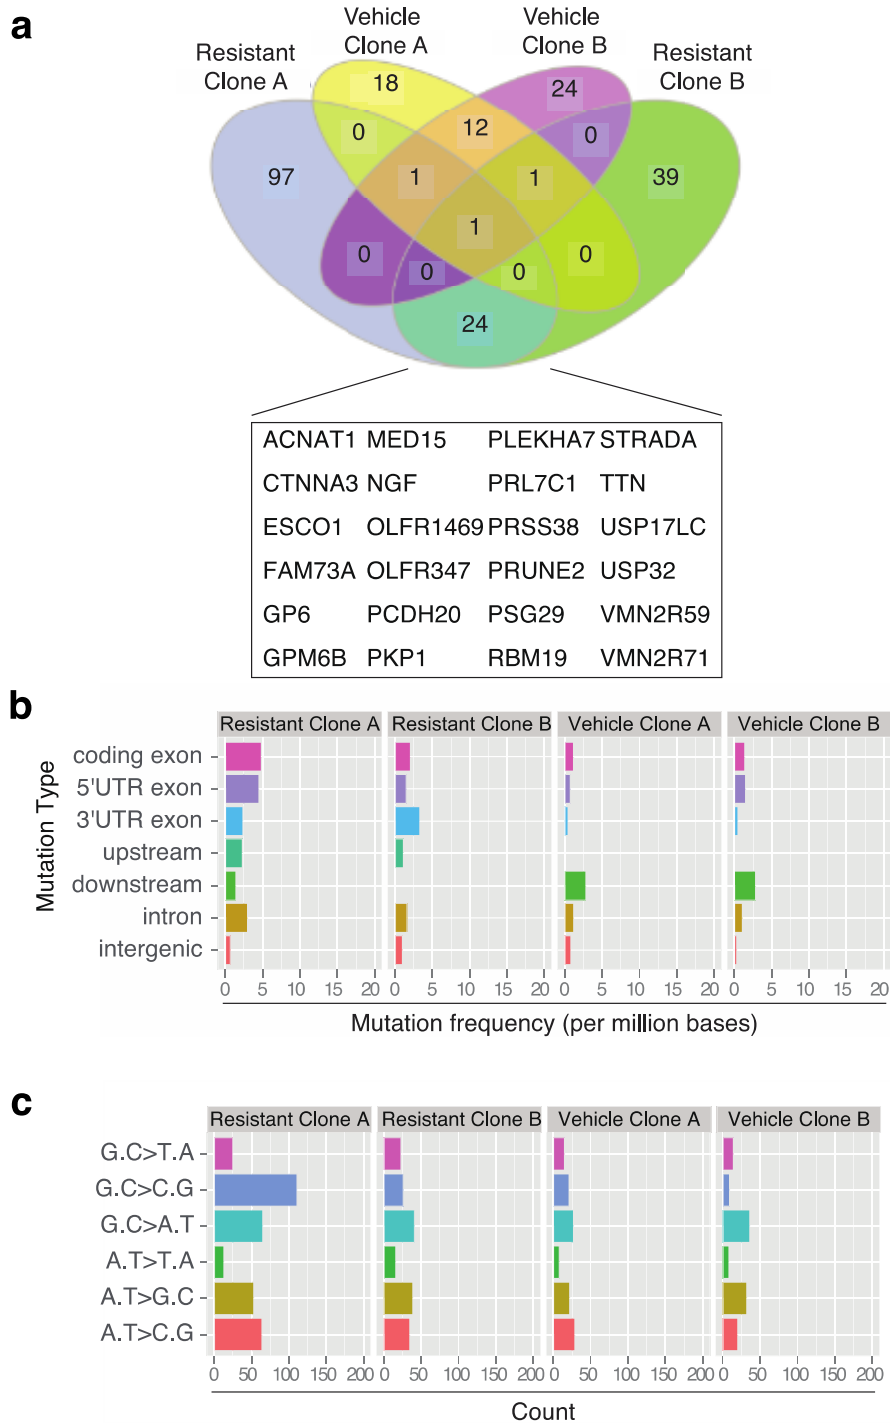 a
Vehicle
Clone A
Vehicle
Clone B
Resistant
Clone A
Resistant
Clone B
18
24
0
12
0
97
1
1
39
1
0
0
0
0
24
ACNAT1 MED15 PLEKHA7 STRADA
CTNNA3 NGF PRL7C1 TTN
ESCO1 OLFR1469 PRSS38 USP17LC
FAM73A OLFR347 PRUNE2 USP32
GP6 PCDH20 PSG29 VMN2R59
GPM6B PKP1 RBM19 VMN2R71
b
Resistant Clone A Resistant Clone B Vehicle Clone A Vehicle Clone B
Mutation Type
coding exon
5'UTR exon
3'UTR exon
upstream
downstream
intron
intergenic
0 5 10 15 20 0 5 10 15 20 0 5 10 15 20 0 5 10 15 20
Mutation frequency (per million bases)
c
Resistant Clone A Resistant Clone B Vehicle Clone A Vehicle Clone B
G.C>T.A
G.C>C.G
G.C>A.T
A.T>T.A
A.T>G.C
A.T>C.G
0 50 100 150 200 0 50 100 150 200 0 50 100 150 200 0 50 100 150 200
Count